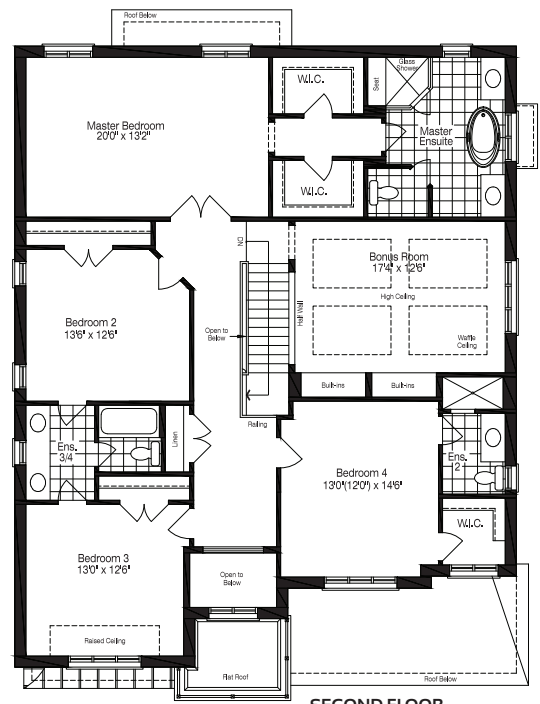 Roof Below
Glass
Shower
Seat
W.I.C.
Master Bedroom
20'0" x 13'2"
Master
Ensuite
W.I.C.
DN
Bonus Room
17'4" x 12'6"
High Ceiling
Half Wall
Bedroom 2
13'6" x 12'6"
Open to
Below
Waffle
Ceiling
Built-ins
Built-ins
Railing
Linen
Ens.
3/4
Ens.
2
Bedroom 4
13'0"(12'0") x 14'6"
W.I.C.
Bedroom 3
13'0" x 12'6"
Open to
Below
Raised Ceiling
Flat Roof
Roof Below
SECOND FLOOR